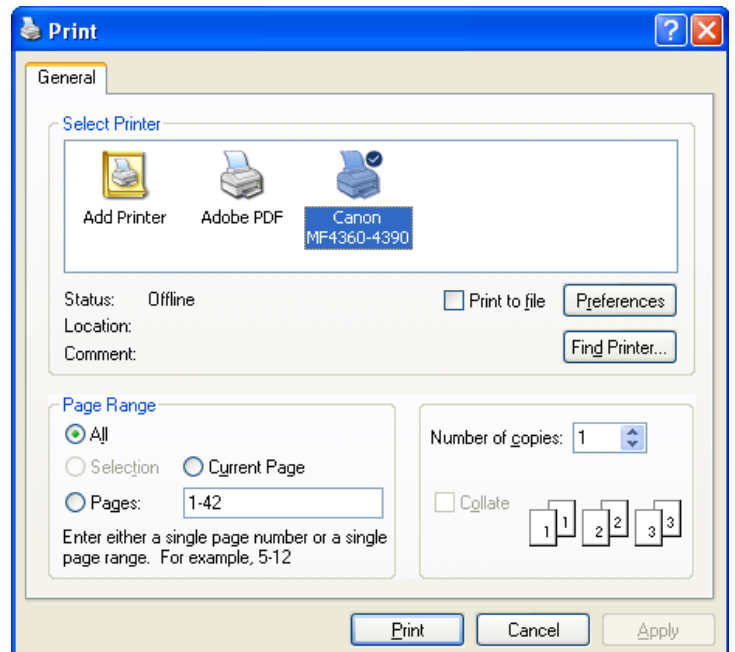 Print
General
Select Printer
Add Printer
Adobe PDF
Canon
MF4360-4390
Status: Offline
Print to file
Preferences
Location:
Comment:
Find Printer...
Page Range
All
Selection
Current Page
Pages: 1-42
Enter either a single page number or a single
page range. For example, 5-12
Number of copies: 1
Collate
1 1 2 2 3 3
Print
Cancel
Apply